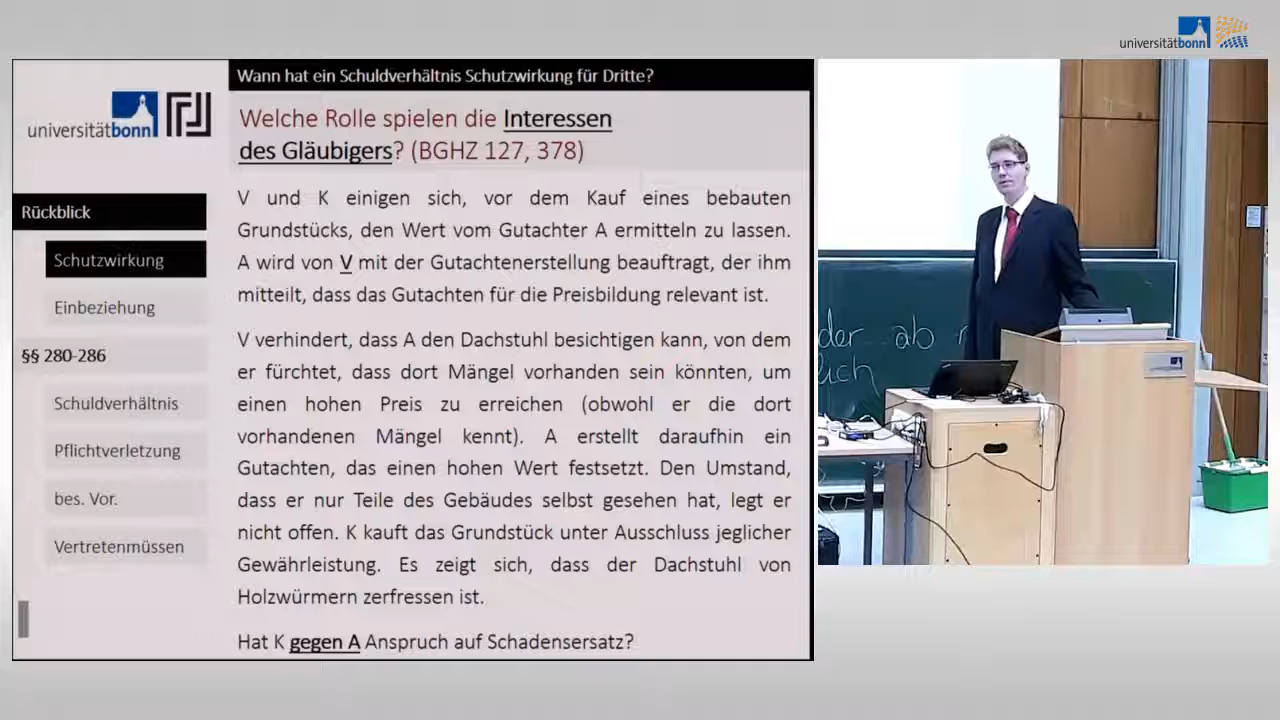 universitätbonn
Wann hat ein Schuldverhältnis Schutzwirkung für Dritte?
universitätbonn
Welche Rolle spielen die Interessen
des Gläubigers? (BGHZ 127, 378)
Rückblick
Schutzwirkung
Einbeziehung
§§ 280-286
Schuldverhältnis
Pflichtverletzung
bes. Vor.
Vertretenmüssen
V und K einigen sich, vor dem Kauf eines bebauten
Grundstücks, den Wert vom Gutachter A ermitteln zu lassen.
A wird von V mit der Gutachtenerstellung beauftragt, der ihm
mitteilt, dass das Gutachten für die Preisbildung relevant ist.
V verhindert, dass A den Dachstuhl besichtigen kann, von dem
er fürchtet, dass dort Mängel vorhanden sein könnten, um
einen hohen Preis zu erreichen (obwohl er die dort
vorhandenen Mängel kennt). A erstellt daraufhin ein
Gutachten, das einen hohen Wert festsetzt. Den Umstand,
dass er nur Teile des Gebäudes selbst gesehen hat, legt er
nicht offen. K kauft das Grundstück unter Ausschluss jeglicher
Gewährleistung. Es zeigt sich, dass der Dachstuhl von
Holzwürmern zerfressen ist.
Hat K gegen A Anspruch auf Schadensersatz?
der ab
lich